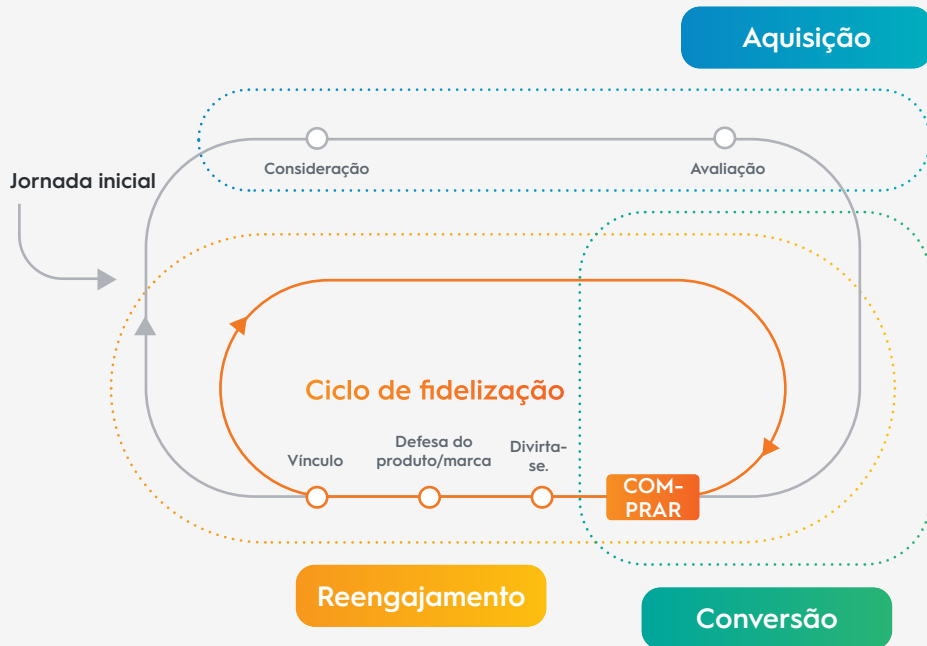 Aquisição
Consideração
Avaliação
Jornada inicial
Ciclo de fidelização
Vínculo
Defesa do
produto/marca
Divirta-
se.
COM-
PRAR
Reengajamento
Conversão